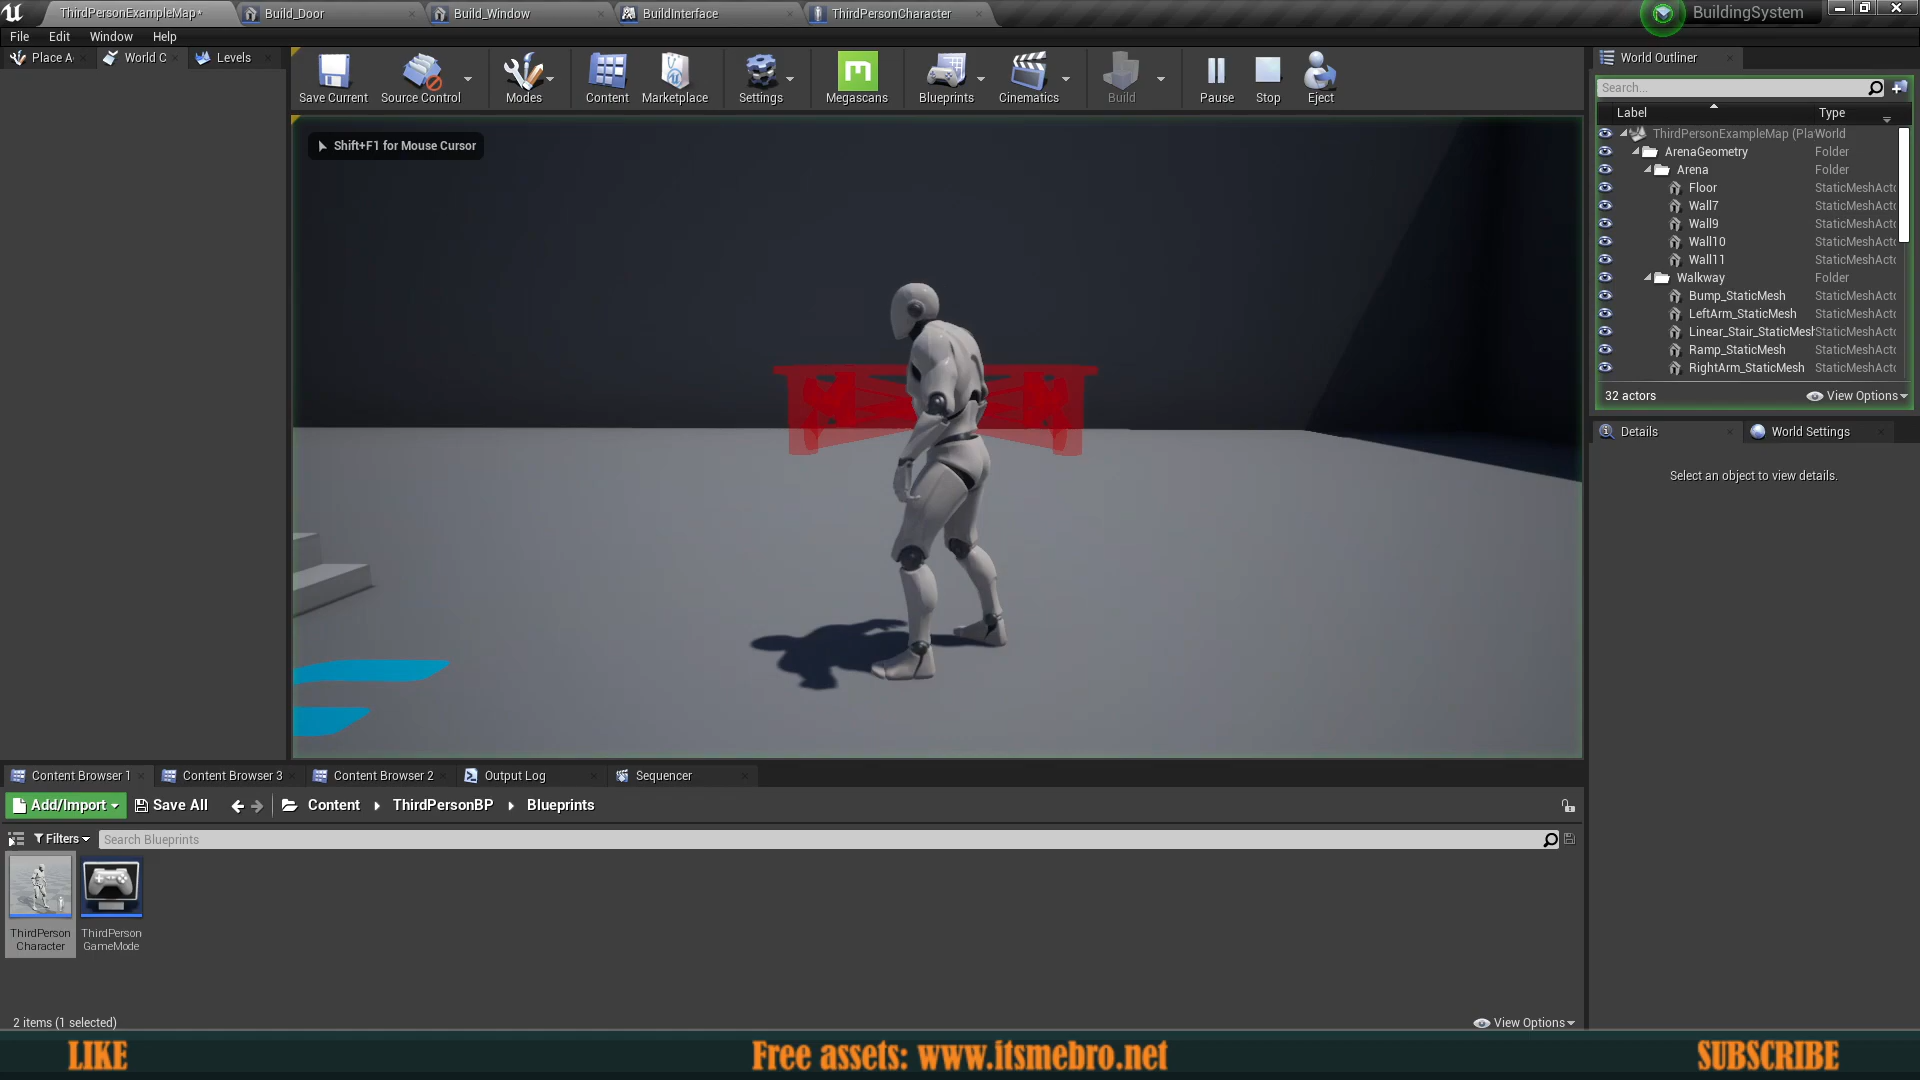 ThirdPersonExampleMap*
Build_Door
Build_Window
BuildInterface
ThirdPersonCharacter
BuildingSystem
File Edit Window Help
Place A
World C
Levels
Save Current
Source Control
Modes
Content
Marketplace
Settings
Megascans
Blueprints
Cinematics
Build
Pause
Stop
Eject
Shift+F1 for Mouse Cursor
World Outliner
Search...
Label Type
ThirdPersonExampleMap (Pla World
ArenaGeometry Folder
Arena Folder
Floor StaticMeshActo
Wall7 StaticMeshActo
Wall9 StaticMeshActo
Wall10 StaticMeshActo
Wall11 StaticMeshActo
Walkway Folder
Bump_StaticMesh StaticMeshActo
LeftArm_StaticMesh StaticMeshActo
Linear_Stair_StaticMesh StaticMeshActo
Ramp_StaticMesh StaticMeshActo
RightArm_StaticMesh StaticMeshActo
32 actors
View Options
Details
World Settings
Select an object to view details.
Content Browser 1
Content Browser 3
Content Browser 2
Output Log
Sequencer
Add/Import
Save All
Content
ThirdPersonBP
Blueprints
Filters
Search Blueprints
ThirdPerson
Character
ThirdPerson
GameMode
2 items (1 selected)
View Options
LIKE
Free assets: www.itsmebro.net
SUBSCRIBE